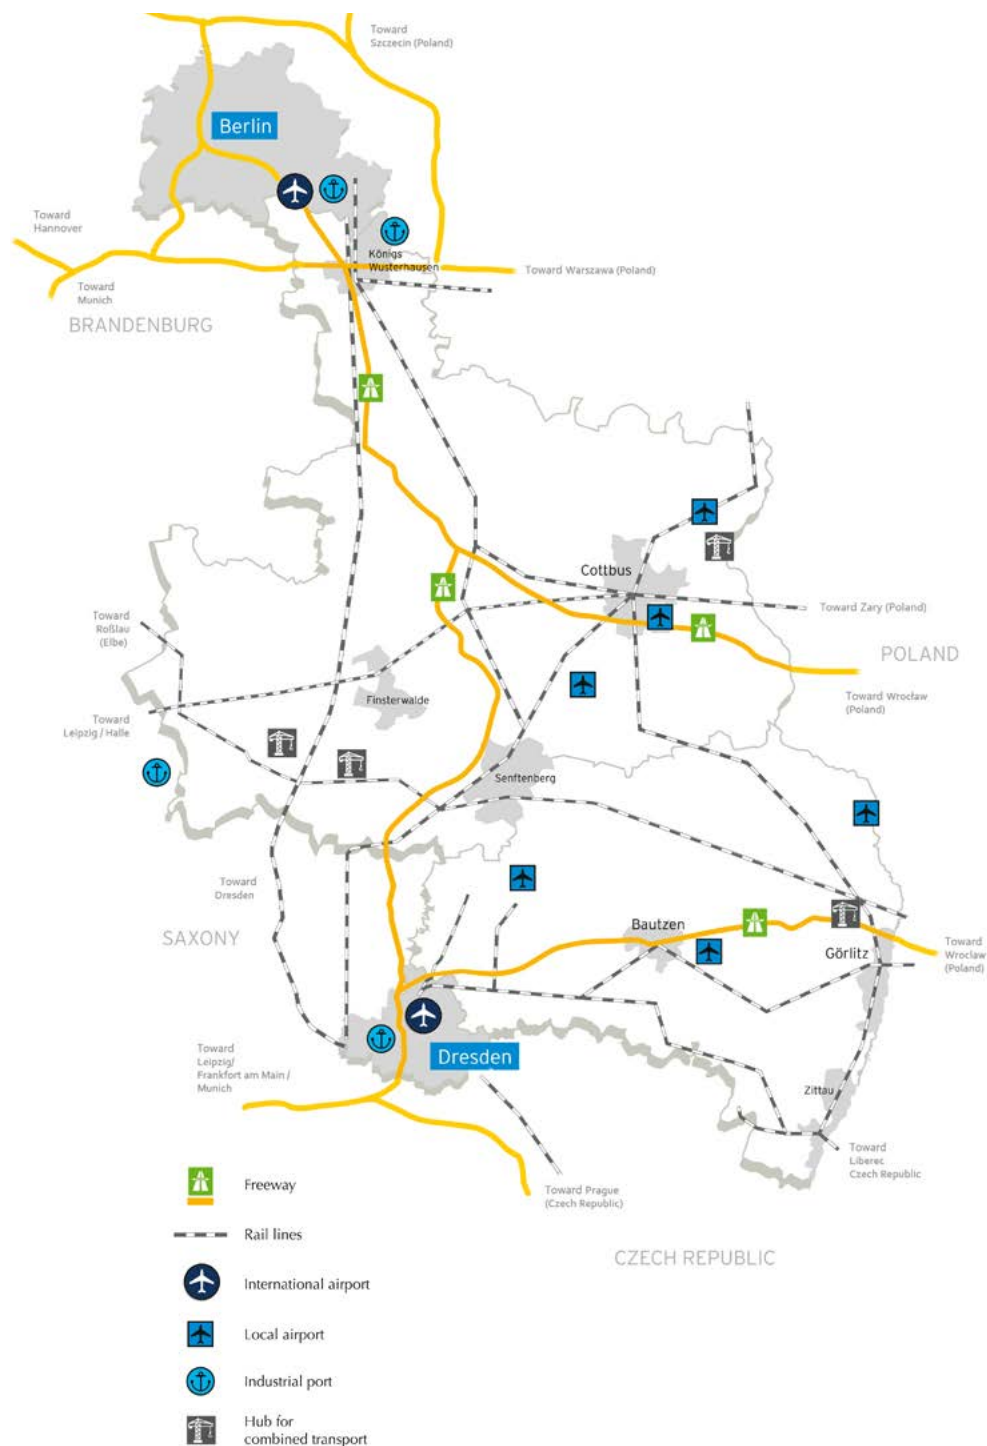 Toward
Szczecin (Poland)
Berlin
Toward
Hannover
Königs
Wusterhausen
Toward Warszawa (Poland)
Toward
Munich
BRANDENBURG
Cottbus
Toward
Roßlau
(Elbe)
Toward Zary (Poland)
POLAND
Finsterwalde
Toward Wrocław
(Poland)
Toward
Leipzig / Halle
Senftenberg
Toward
Dresden
SAXONY
Bautzen
Görlitz
Toward
Wroclaw
(Poland)
Dresden
Toward
Leipzig/
Frankfort am Main /
Munich
Zittau
Toward
Liberec
Czech Republic
Toward Prague
(Czech Republic)
CZECH REPUBLIC
Freeway
Rail lines
International airport
Local airport
Industrial port
Hub for
combined transport